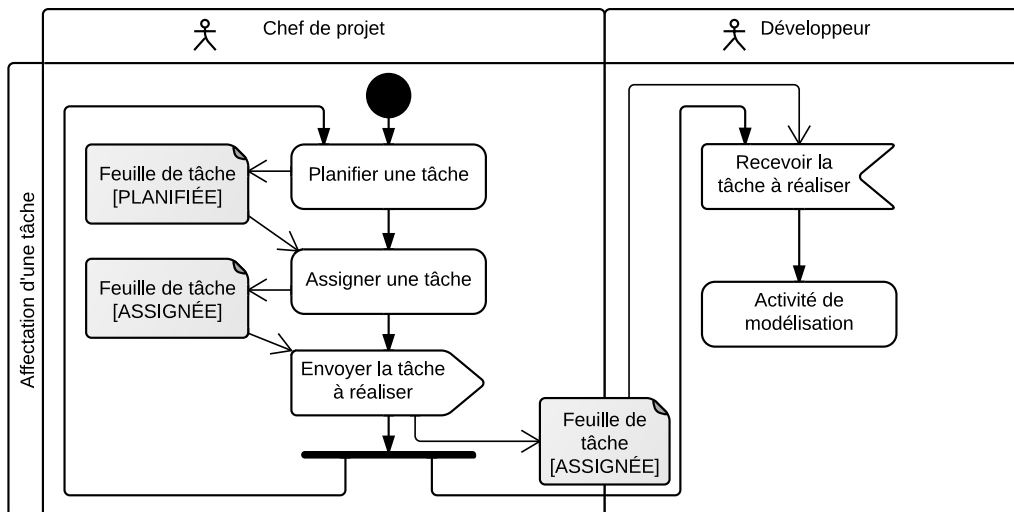 Chef de projet
Développeur
Affectation d'une tâche
Planifier une tâche
Feuille de tâche
[PLANIFIÉE]
Recevoir la
tâche à réaliser
Assigner une tâche
Feuille de tâche
[ASSIGNÉE]
Activité de
modélisation
Envoyer la tâche
à réaliser
Feuille de
tâche
[ASSIGNÉE]